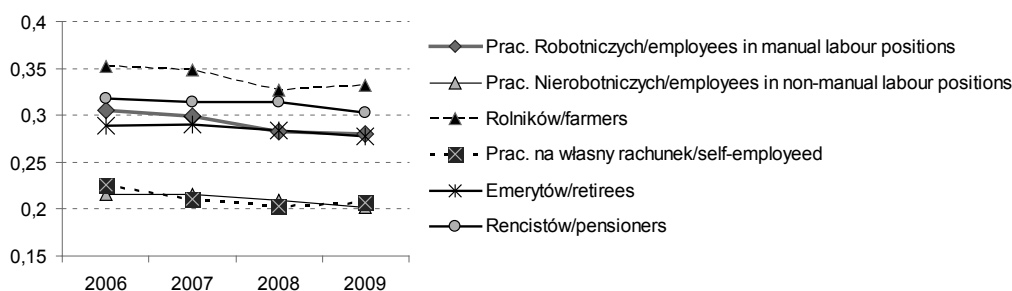 0,4
0,35
0,3
0,25
0,2
0,15
2006 2007 2008 2009
Prac. Robotniczych/employees in manual labour positions
Prac. Nierobotniczych/employees in non-manual labour positions
Rolników/farmers
Prac. na własny rachunek/self-employeed
Emerytów/retirees
Rencistów/pensioners